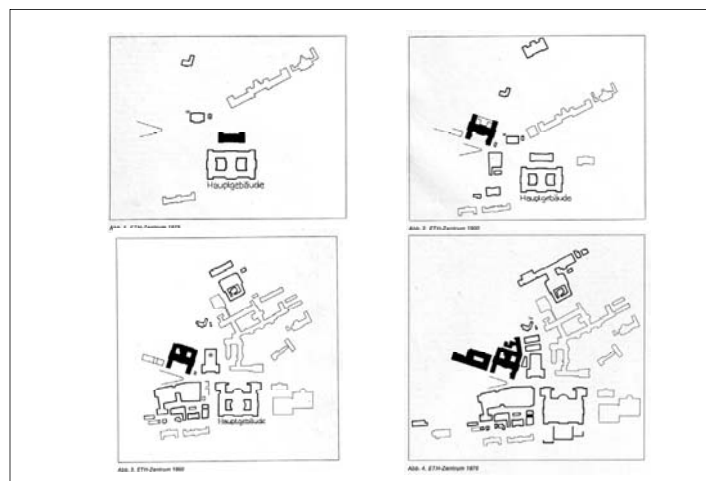 Hauptgebäude
Hauptgebäude
Abb. 2. ETH-Zentrum
Hauptgebäude
Abb. 3. ETH-Zentrum
Abb. 4. ETH-Zentrum